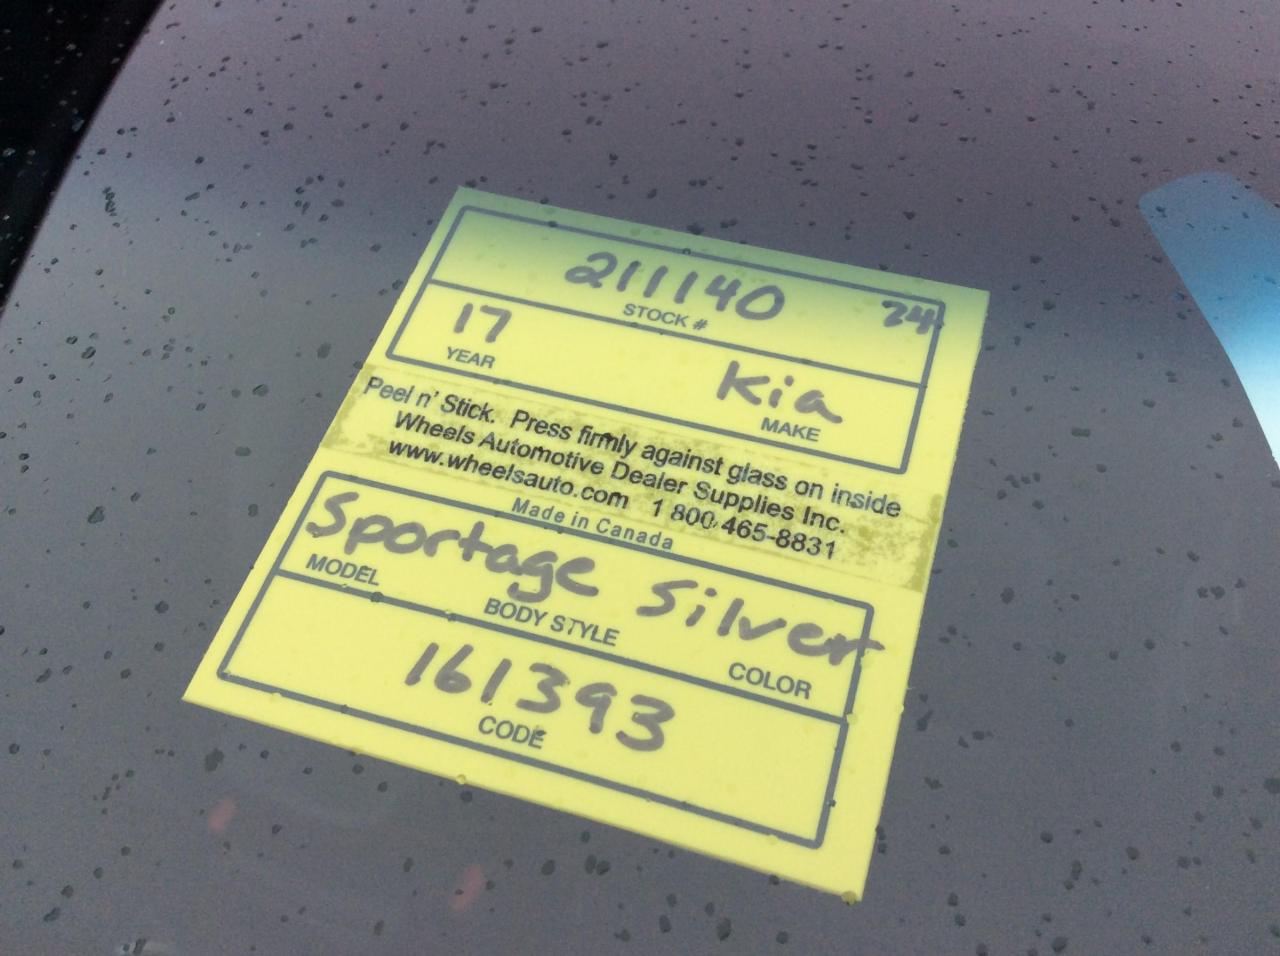 211140 24
STOCK #
17 Kia
YEAR MAKE
Peel n' Stick. Press firmly against glass on inside
Wheels Automotive Dealer Supplies Inc.
www.wheelsauto.com 1 800 465-8831
Made in Canada
Sportage Silver
MODEL BODY STYLE COLOR
161393
CODE